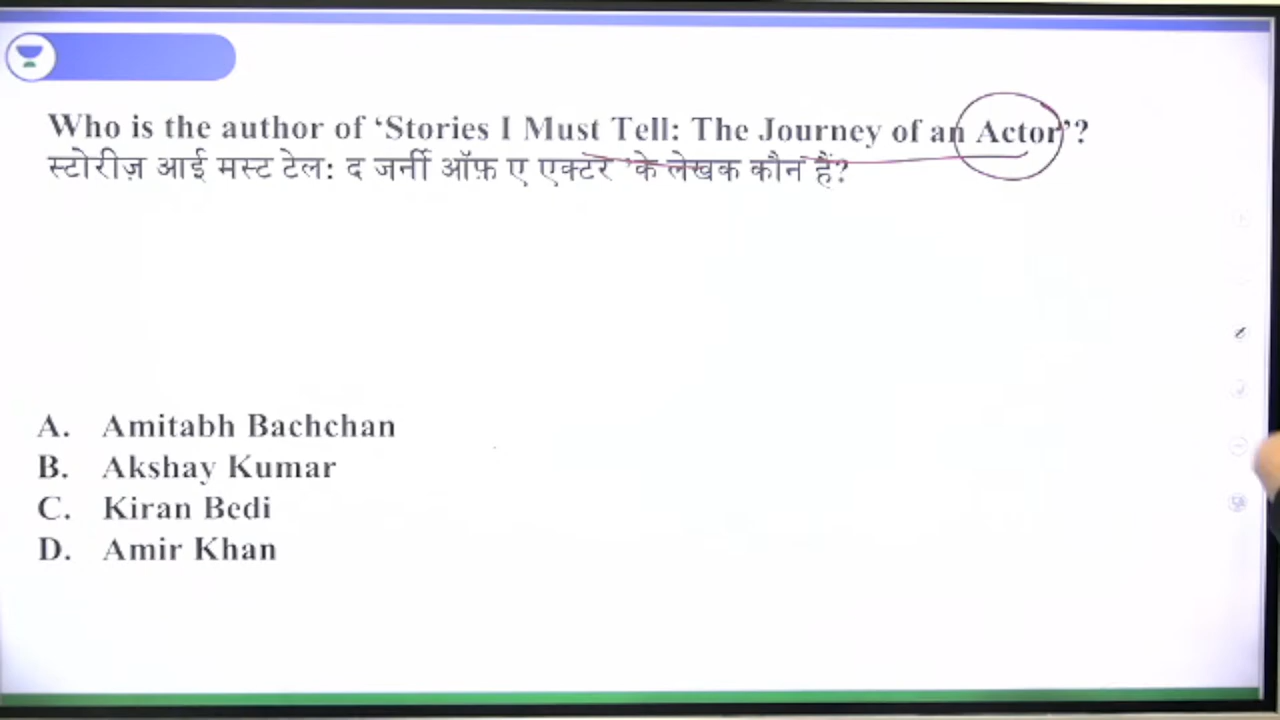 Who is the author of ‘Stories I Must Tell: The Journey of an Actor’?
स्टोरीज़ आई मस्ट टेल: द जर्नी ऑफ़ ए एक्टर ’के लेखक कौन हैं?
A. Amitabh Bachchan
B. Akshay Kumar
C. Kiran Bedi
D. Amir Khan